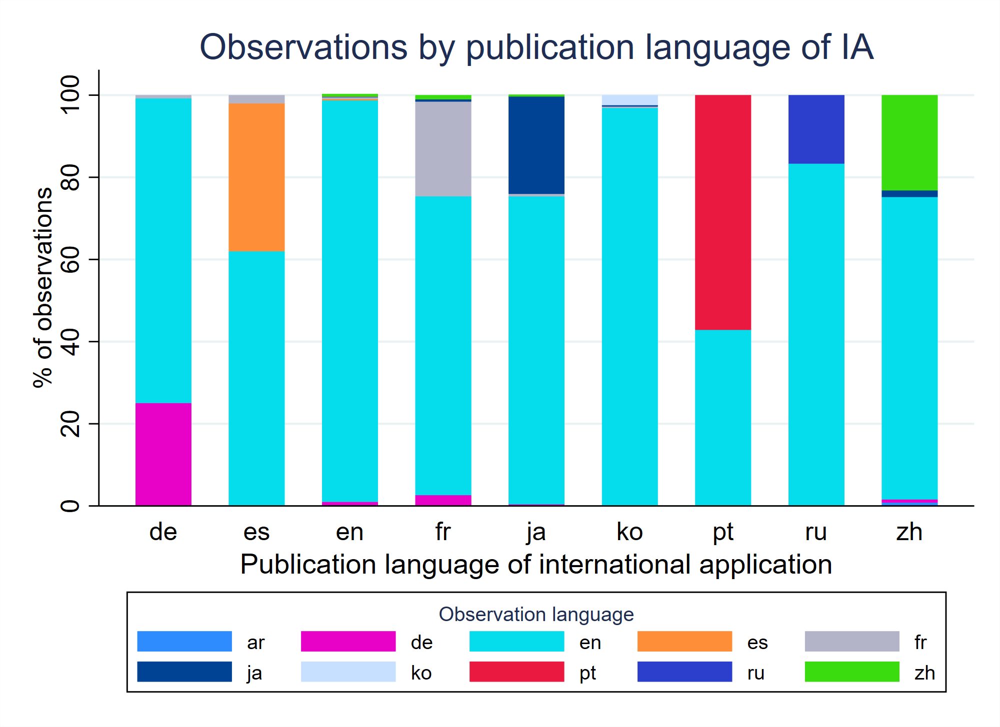 Observations by publication language of IA
% of observations
100
80
60
40
20
0
de es en fr ja ko pt ru zh
Publication language of international application
Observation language
ar de en es fr
ja ko pt ru zh